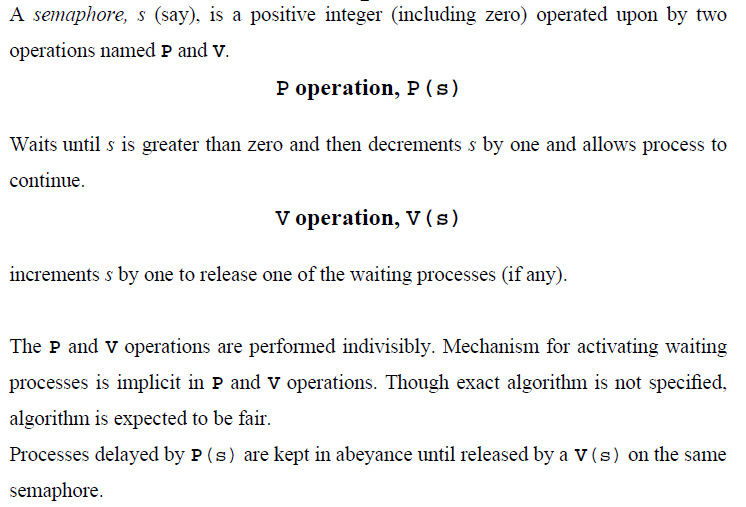 A semaphore, s (say), is a positive integer (including zero) operated upon by two
operations named P and V.
P operation, P(s)
Waits until s is greater than zero and then decrements s by one and allows process to
continue.
V operation, V(s)
increments s by one to release one of the waiting processes (if any).
The P and V operations are performed indivisibly. Mechanism for activating waiting
processes is implicit in P and V operations. Though exact algorithm is not specified,
algorithm is expected to be fair.
Processes delayed by P(s) are kept in abeyance until released by a V(s) on the same
semaphore.